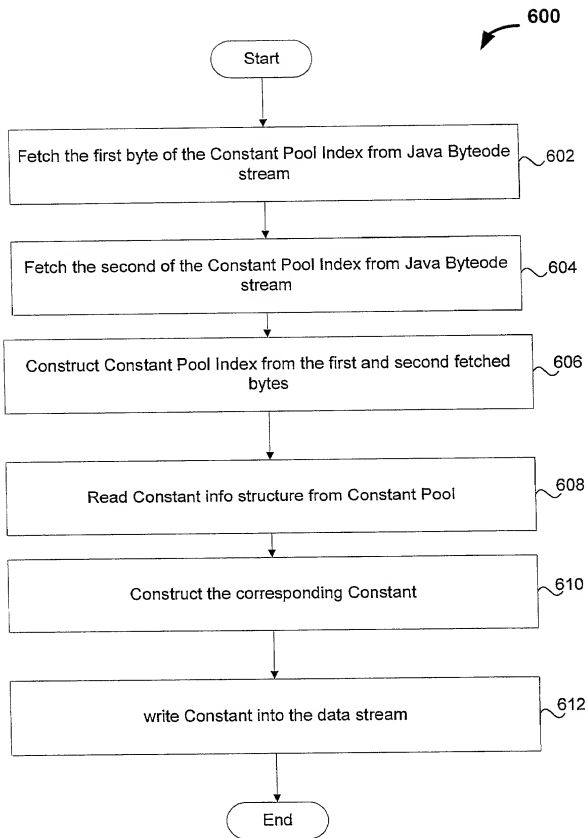 600
Start
Fetch the first byte of the Constant Pool Index from Java Byteode
stream
602
Fetch the second of the Constant Pool Index from Java Byteode
stream
604
Construct Constant Pool Index from the first and second fetched
bytes
606
Read Constant info structure from Constant Pool
608
Construct the corresponding Constant
610
write Constant into the data stream
612
End